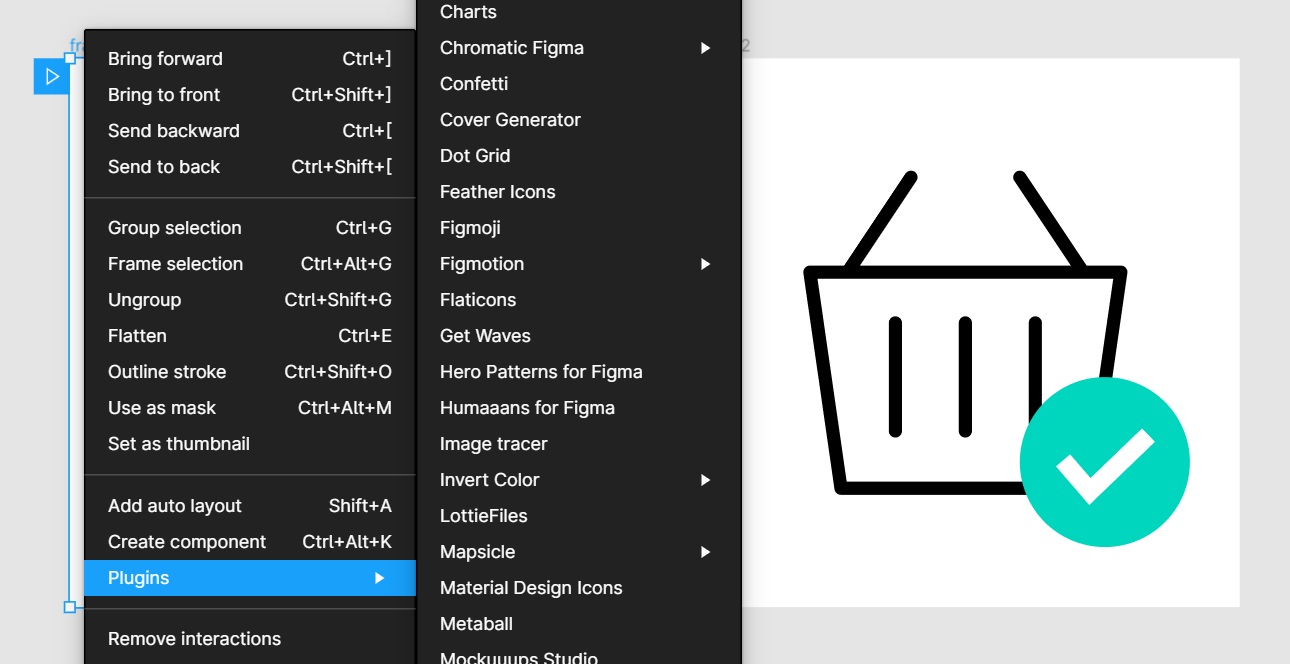 fra
2
Bring forward Ctrl+]
Bring to front Ctrl+Shift+]
Send backward Ctrl+[
Send to back Ctrl+Shift+[
Group selection Ctrl+G
Frame selection Ctrl+Alt+G
Ungroup Ctrl+Shift+G
Flatten Ctrl+E
Outline stroke Ctrl+Shift+O
Use as mask Ctrl+Alt+M
Set as thumbnail
Add auto layout Shift+A
Create component Ctrl+Alt+K
Plugins
Remove interactions
Charts
Chromatic Figma
Confetti
Cover Generator
Dot Grid
Feather Icons
Figmoji
Figmotion
Flaticons
Get Waves
Hero Patterns for Figma
Humaaans for Figma
Image tracer
Invert Color
LottieFiles
Mapsicle
Material Design Icons
Metaball
Mockuuups Studio